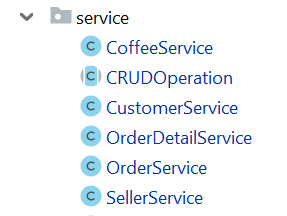 service
C CoffeeService
C CRUDOperation
C CustomerService
C OrderDetailService
C OrderService
C SellerService